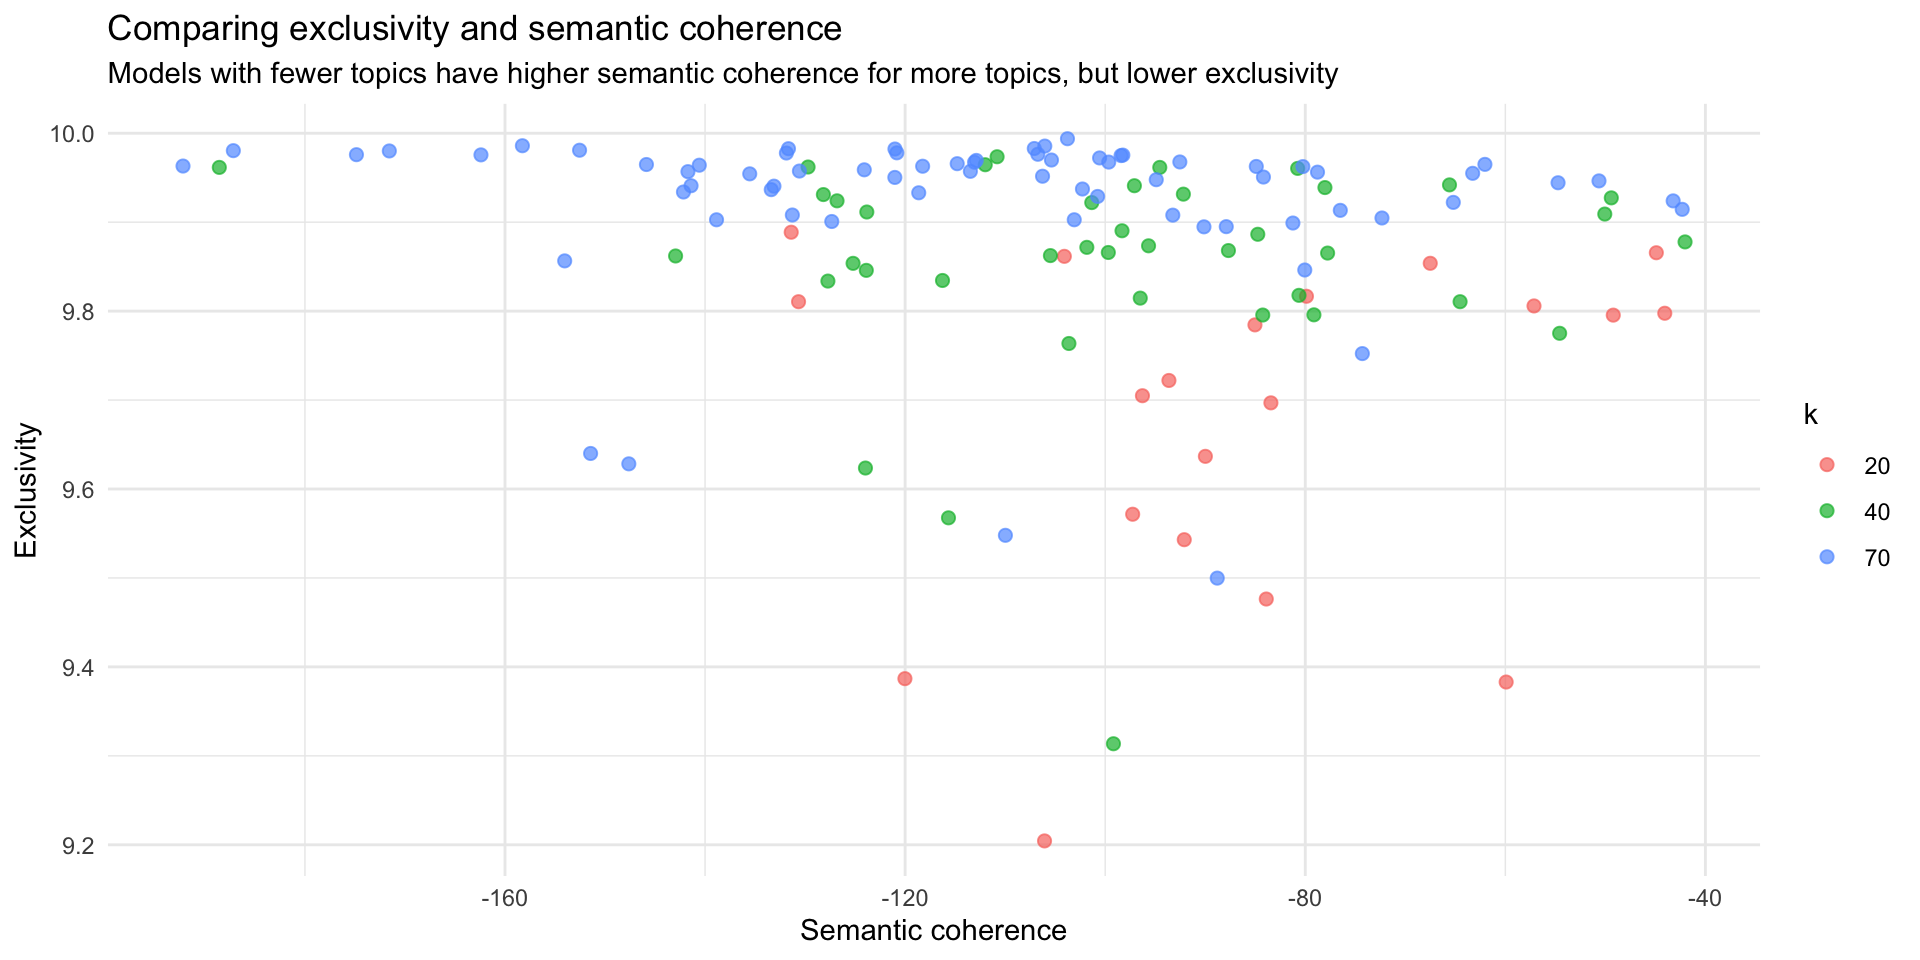 Comparing exclusivity and semantic coherence
Models with fewer topics have higher semantic coherence for more topics, but lower exclusivity
10.0
9.8
9.6
9.4
9.2
Exclusivity
-160
-120
-80
-40
Semantic coherence
k
20
40
70